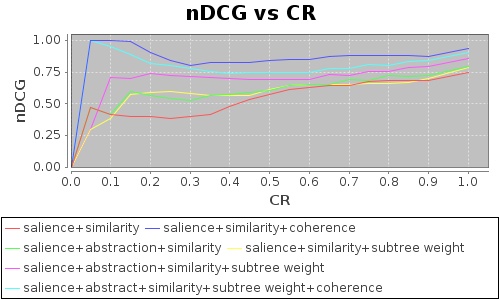 nDCG vs CR
1.00
0.75
0.50
0.25
0.00
nDCG
0.0 0.1 0.2 0.3 0.4 0.5 0.6 0.7 0.8 0.9 1.0
CR
salience+similarity salience+similarity+coherence
salience+abstraction+similarity salience+similarity+subtree weight
salience+abstraction+similarity+subtree weight
salience+abstract+similarity+subtree weight+coherence